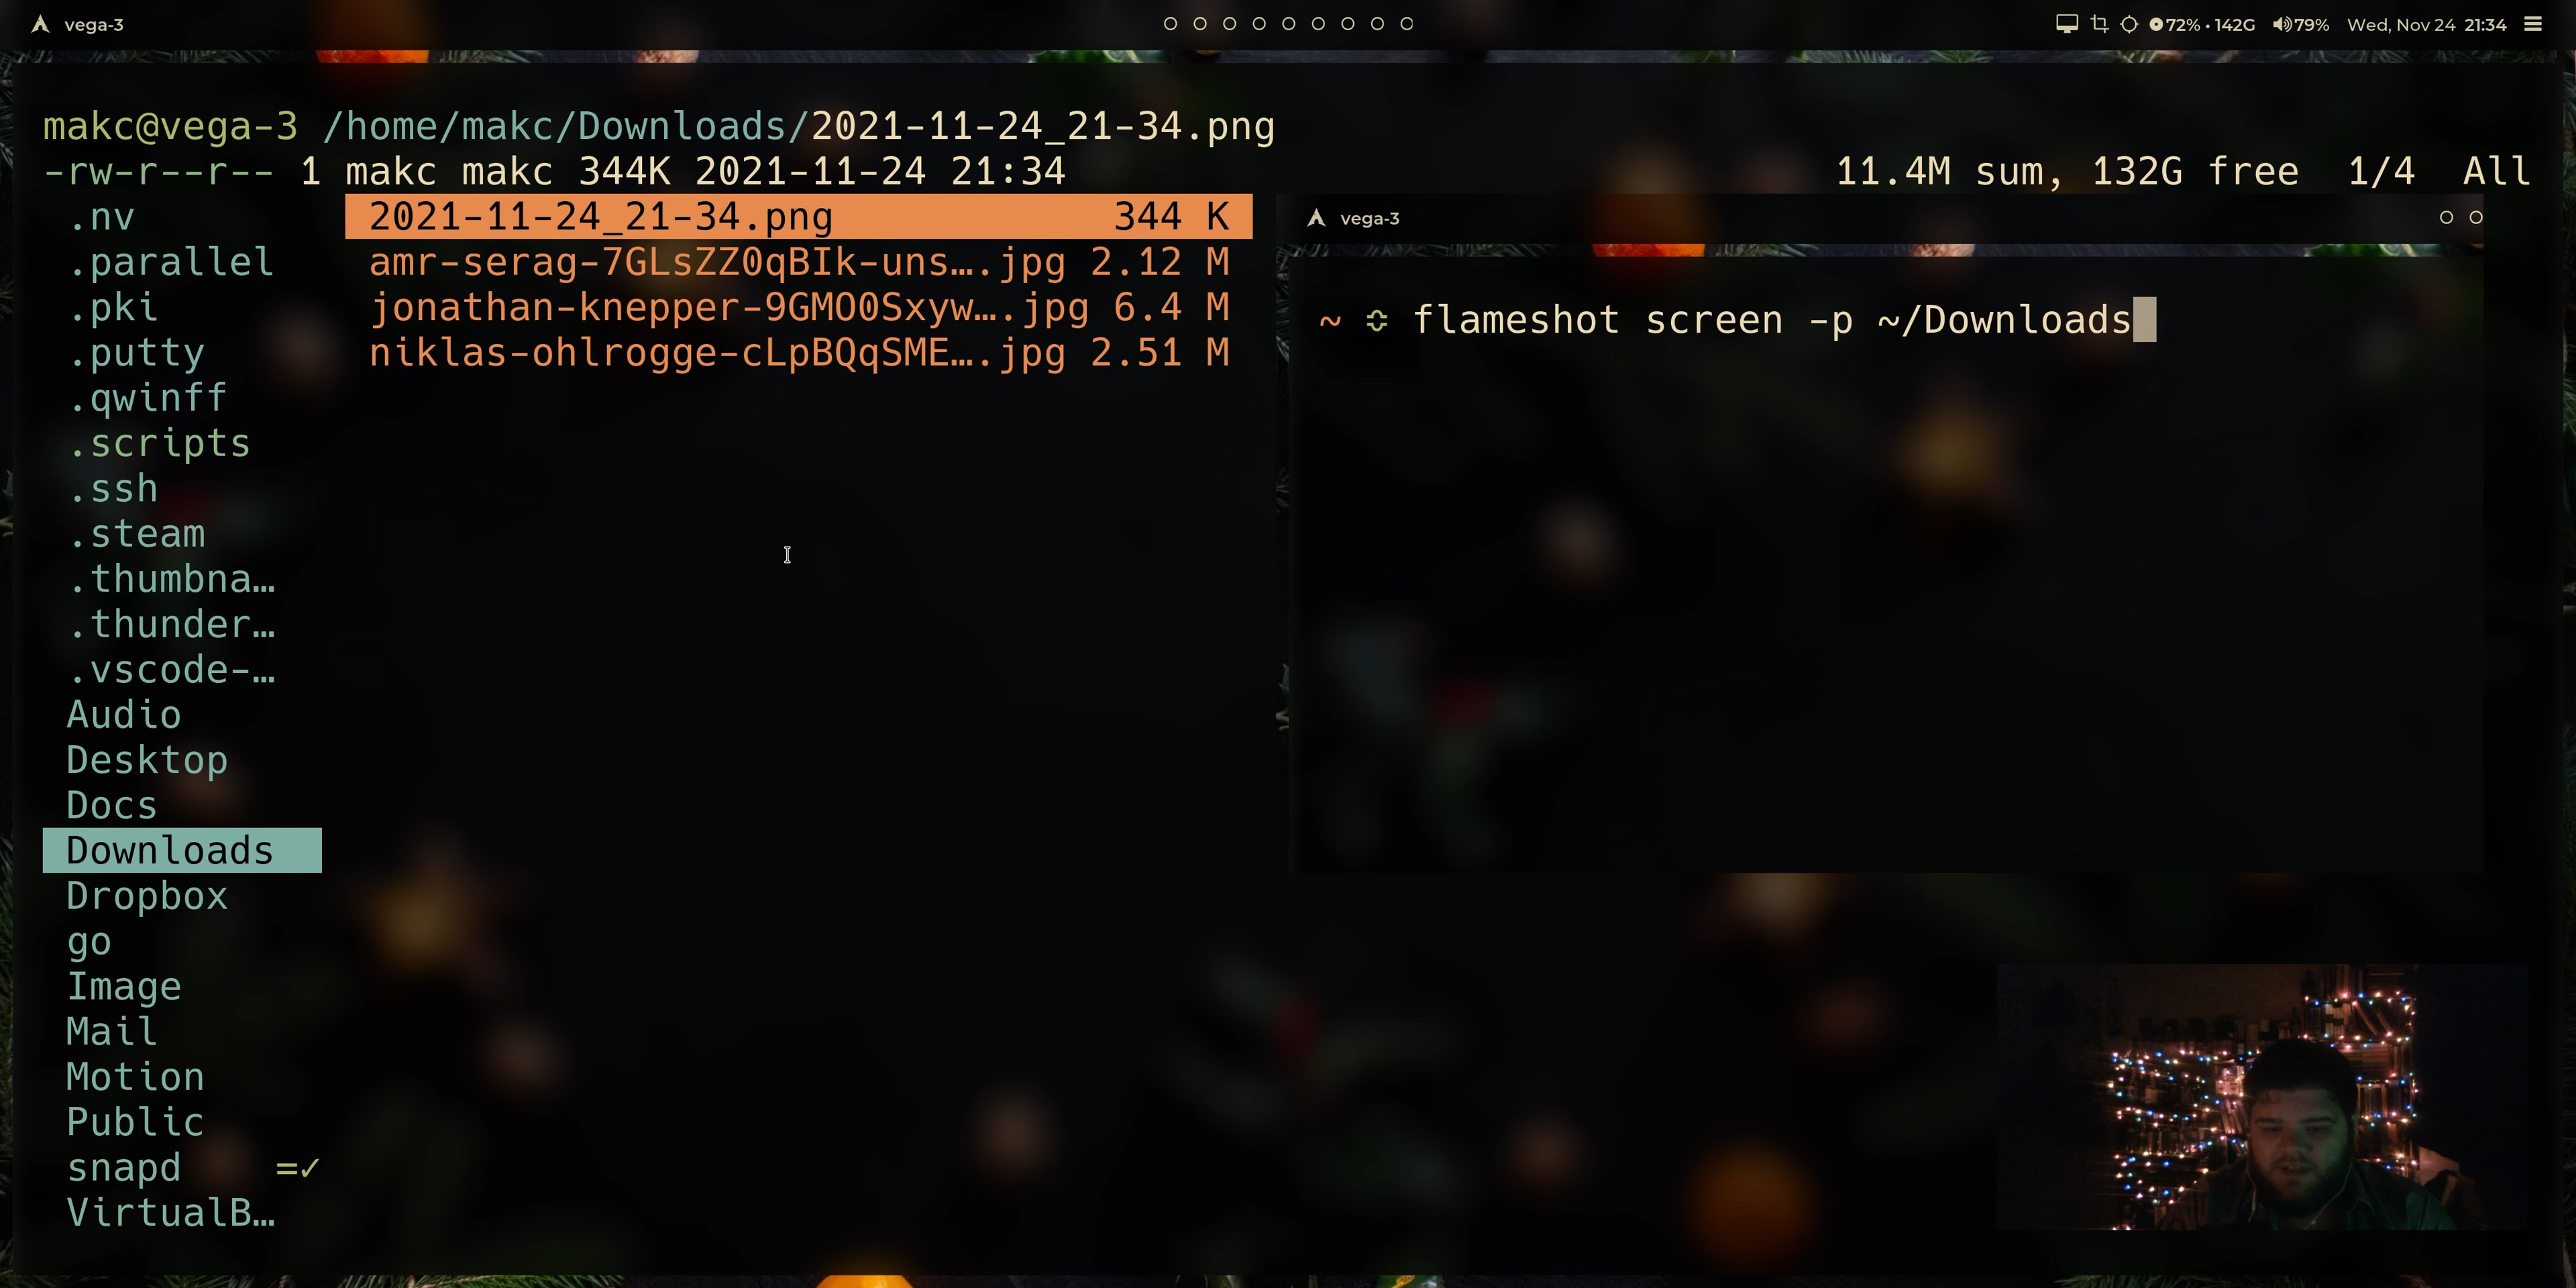 vega-3
72% • 142G 79% Wed, Nov 24 21:34
makc@vega-3 /home/makc/Downloads/2021-11-24_21-34.png
-rw-r--r-- 1 makc makc 344K 2021-11-24 21:34 11.4M sum, 132G free 1/4 All
.nv
.parallel
.pki
.putty
.qwinff
.scripts
.ssh
.steam
.thumbna…
.thunder…
.vscode-…
Audio
Desktop
Docs
Downloads
Dropbox
go
Image
Mail
Motion
Public
snapd =✓
VirtualB…
2021-11-24_21-34.png 344 K
amr-serag-7GLsZZ0qBIk-uns….jpg 2.12 M
jonathan-knepper-9GMO0Sxyw….jpg 6.4 M
niklas-ohlrogge-cLpBQqSME….jpg 2.51 M
vega-3
~ flameshot screen -p ~/Downloads